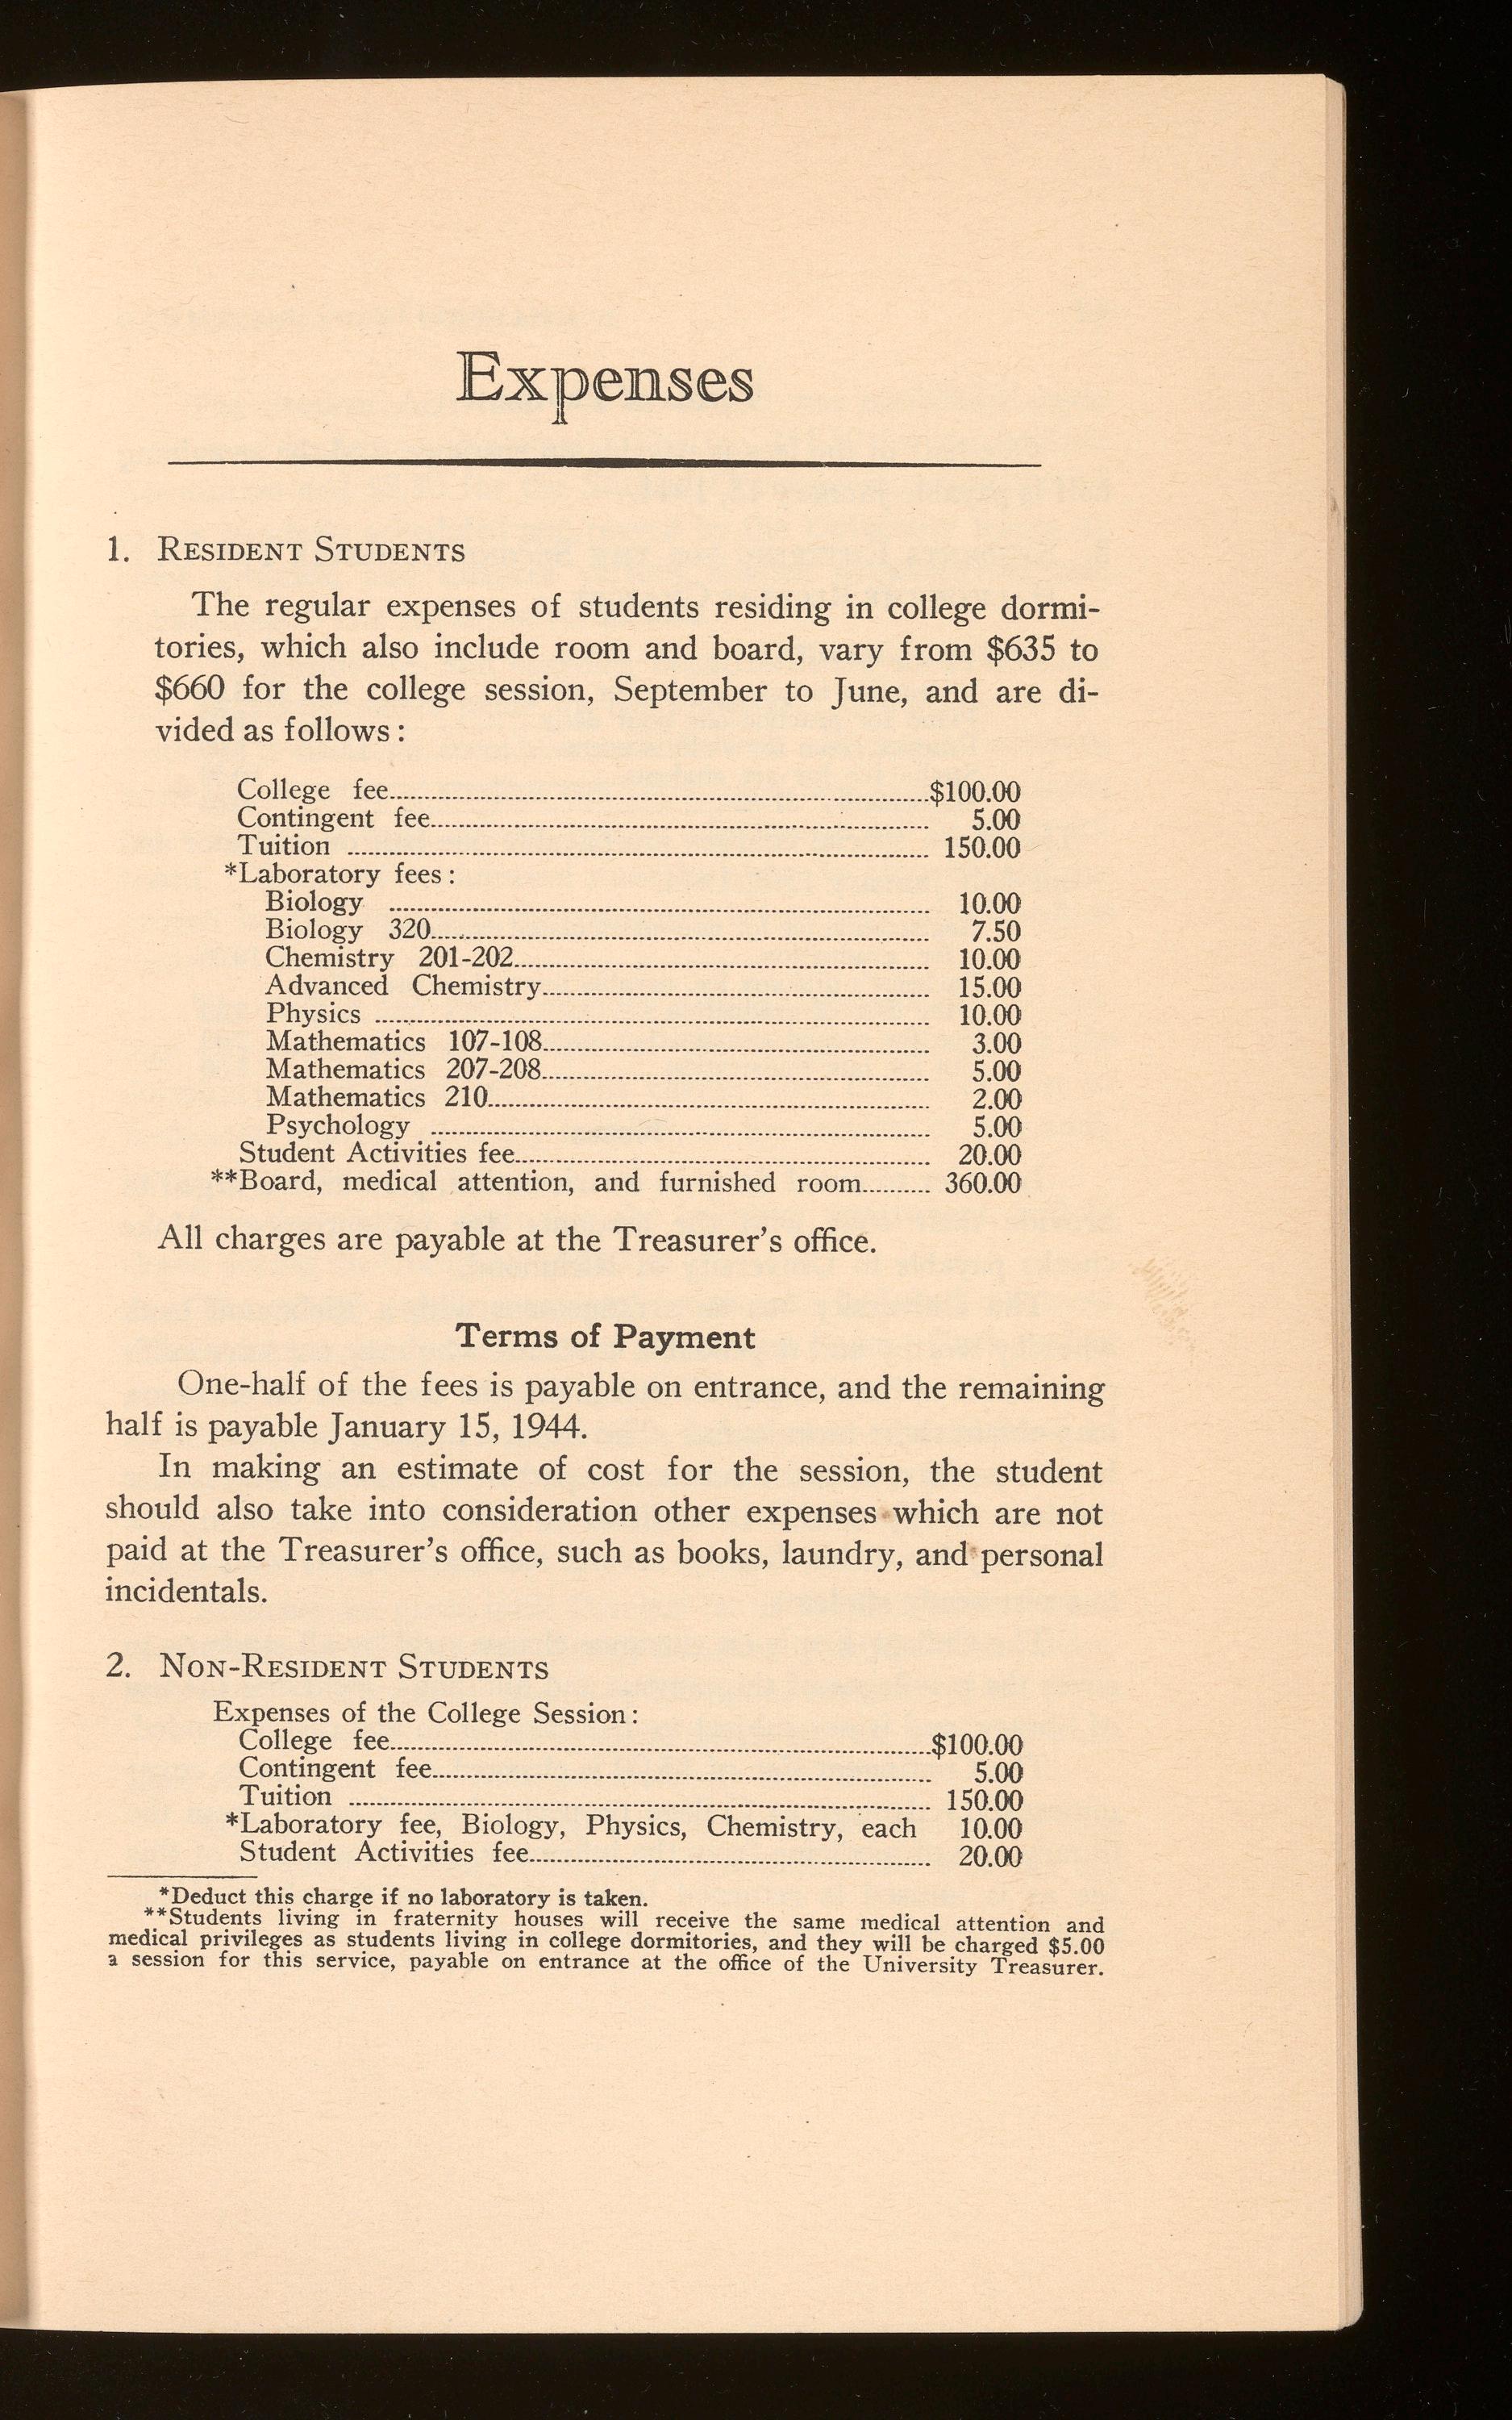 Expenses
1. RESIDENT STUDENTS
The regular expenses of students residing in college dormi-
tories, which also include room and board, vary from $635 to
$660 for the college session, September to June, and are di-
vided as follows:
College fee........$100.00
Contingent fee........ 5.00
Tuition ........ 150.00
*Laboratory fees:
Biology ........ 10.00
Biology 320........ 7.50
Chemistry 201-202........ 10.00
Advanced Chemistry........ 15.00
Physics ........ 10.00
Mathematics 107-108........ 3.00
Mathematics 207-208........ 5.00
Mathematics 210........ 2.00
Psychology ........ 5.00
Student Activities fee........ 20.00
**Board, medical attention, and furnished room........ 360.00
All charges are payable at the Treasurer's office.
Terms of Payment
One-half of the fees is payable on entrance, and the remaining
half is payable January 15, 1944.
In making an estimate of cost for the session, the student
should also take into consideration other expenses which are not
paid at the Treasurer's office, such as books, laundry, and personal
incidentals.
2. NON-RESIDENT STUDENTS
Expenses of the College Session:
College fee........$100.00
Contingent fee........ 5.00
Tuition ........ 150.00
*Laboratory fee, Biology, Physics, Chemistry, each 10.00
Student Activities fee........ 20.00
*Deduct this charge if no laboratory is taken.
**Students living in fraternity houses will receive the same medical attention and
medical privileges as students living in college dormitories, and they will be charged $5.00
a session for this service, payable on entrance at the office of the University Treasurer.